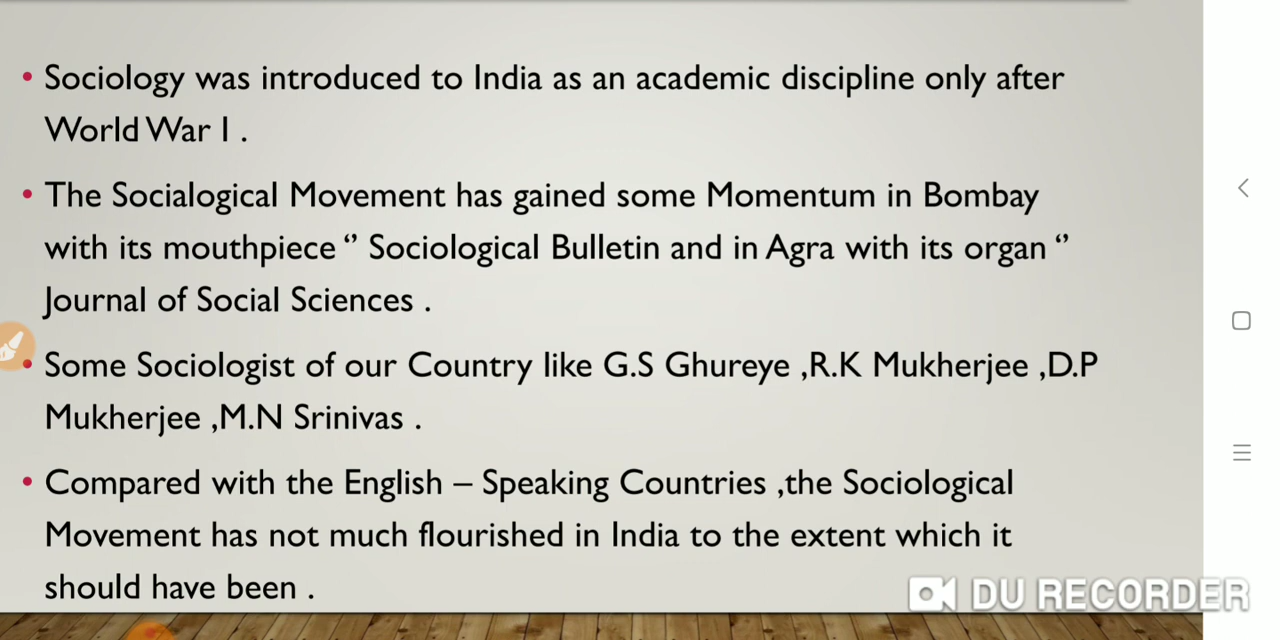 • Sociology was introduced to India as an academic discipline only after
World War I .
• The Socialogical Movement has gained some Momentum in Bombay
with its mouthpiece ‘’ Sociological Bulletin and in Agra with its organ ‘’
Journal of Social Sciences .
• Some Sociologist of our Country like G.S Ghureye ,R.K Mukherjee ,D.P
Mukherjee ,M.N Srinivas .
• Compared with the English – Speaking Countries ,the Sociological
Movement has not much flourished in India to the extent which it
should have been .
DU RECORDER